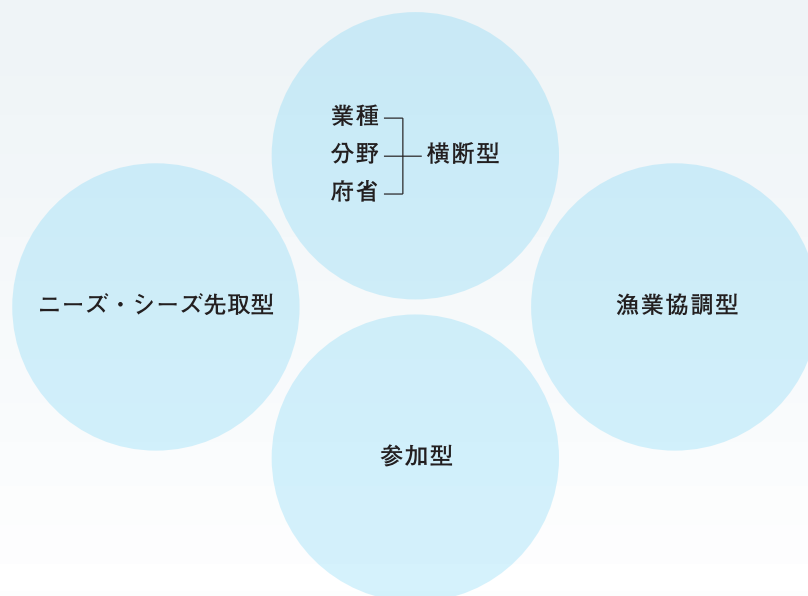 業種
分野
府省
横断型
ニーズ・シーズ先取型
漁業協調型
参加型